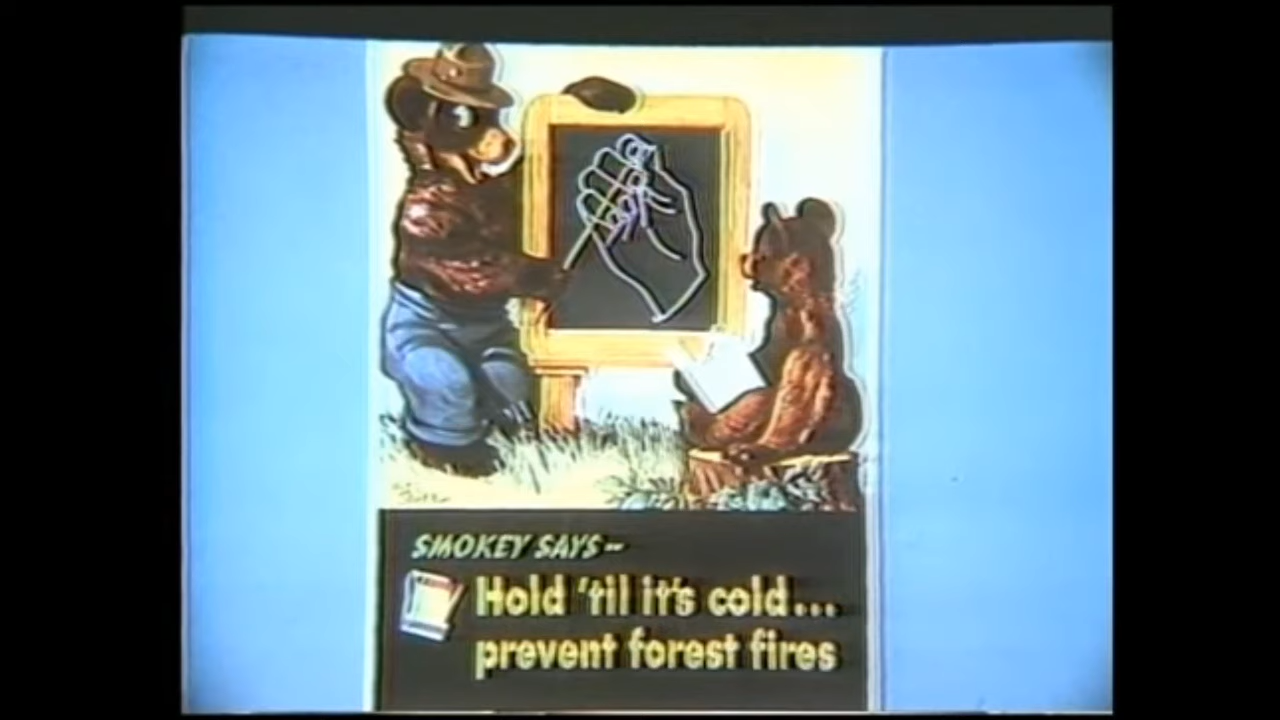 SMOKEY SAYS--
Hold 'til it's cold...
prevent forest fires